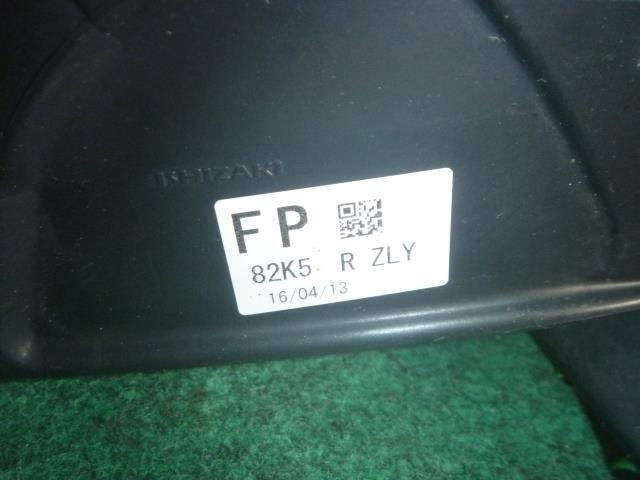 ISHIZAKI
FP
82K5 R ZLY
'16/04/13